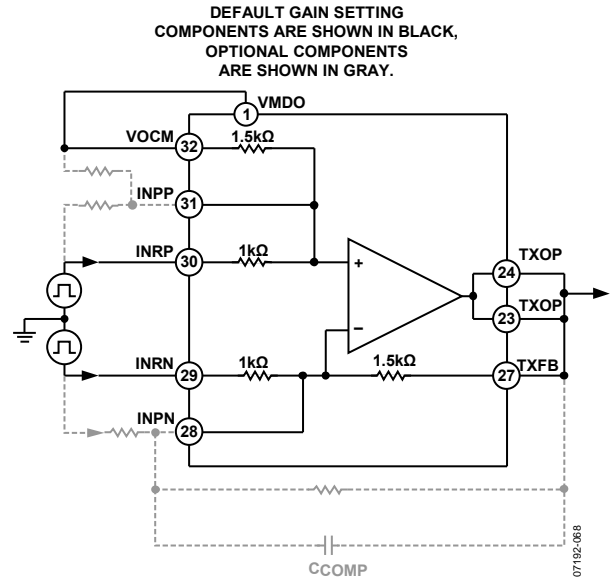 DEFAULT GAIN SETTING
COMPONENTS ARE SHOWN IN BLACK,
OPTIONAL COMPONENTS
ARE SHOWN IN GRAY.
1
VMDO
VOCM
32
1.5kΩ
INPP
31
INRP
30
1kΩ
+
24
TXOP
23
TXOP
–
INRN
29
1kΩ
1.5kΩ
27
TXFB
INPN
28
CCOMP
07192-068